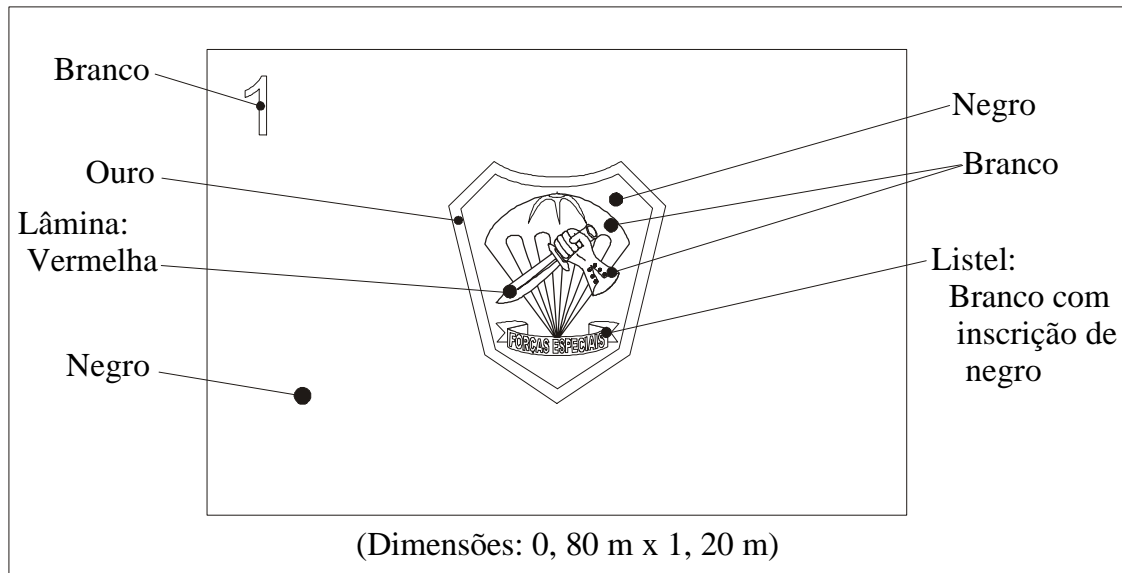 Branco
1
Negro
Branco
Ouro
Lâmina:
Vermelha
Listel:
Branco com
inscrição de
negro
FORÇAS ESPECIAIS
Negro
(Dimensões: 0, 80 m x 1, 20 m)